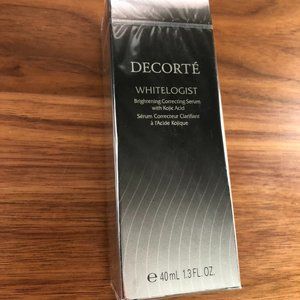 DECORTÉ
WHITELOGIST
Brightening Correcting Serum
with Kojic Acid
Sérum Correcteur Clarifiant
à l'Acide Kojique
℮ 40mL 1.3 FL. OZ.